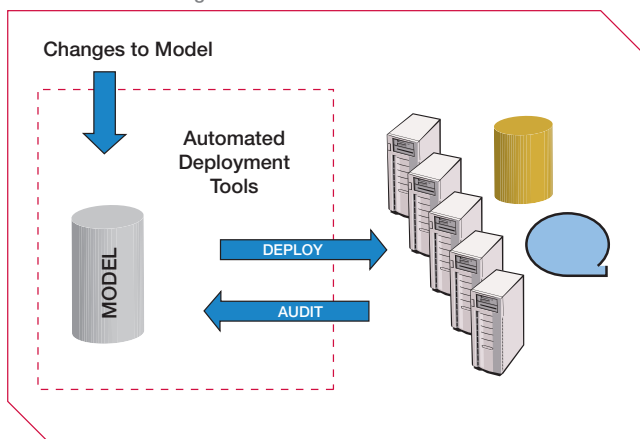 Changes to Model
Automated
Deployment
Tools
MODEL
DEPLOY
AUDIT